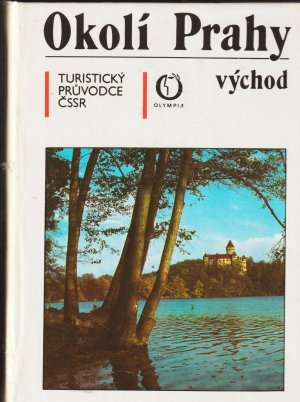 Okolí Prahy
východ
TURISTICKÝ
PRŮVODCE
ČSSR
OLYMPIA